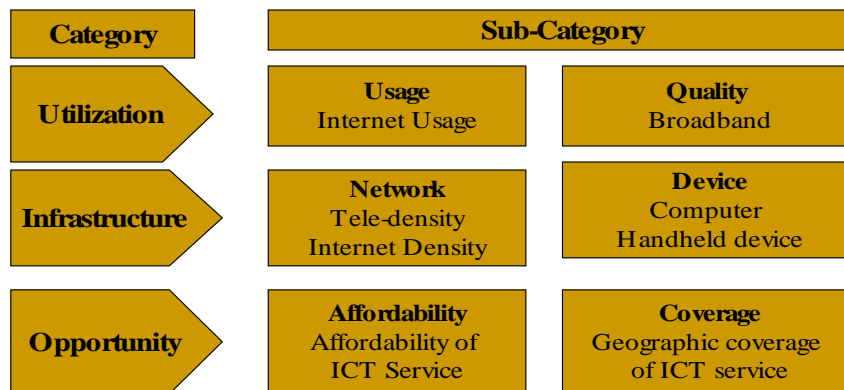 Category
Sub-Category
Utilization
Usage
Internet Usage
Quality
Broadband
Infrastructure
Network
Tele-density
Internet Density
Device
Computer
Handheld device
Opportunity
Affordability
Affordability of
ICT Service
Coverage
Geographic coverage
of ICT service